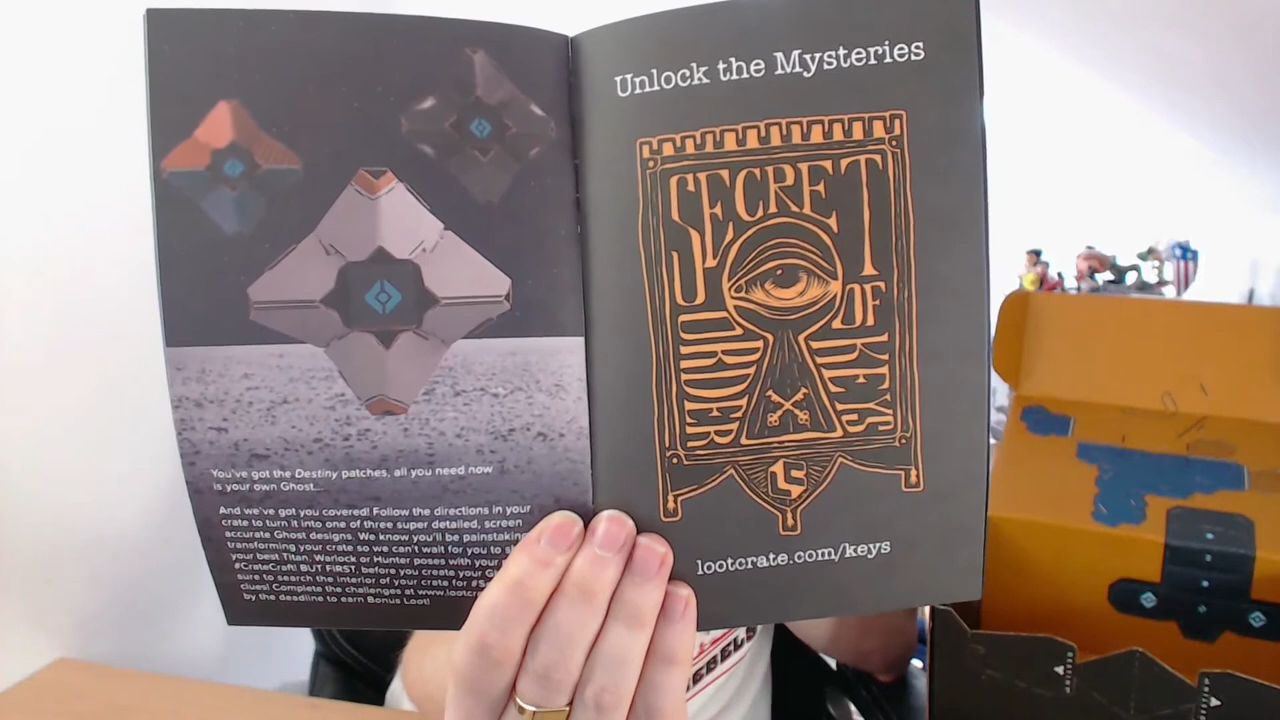 You've got the Destiny patches, all you need now
is your own Ghost...
And we've got you covered! Follow the directions in your
crate to turn it into one of three super detailed, screen
accurate Ghost designs. We know you'll be painstaking
transforming your crate so we can't wait for you to
your best Titan, Warlock or Hunter poses with your
#CrateCraft! BUT FIRST, before you create your
sure to search the interior of your crate for
clues! Complete the challenges at
by the deadline to earn Bonus Loot!
Unlock the Mysteries
SECRET
ORDER
OF
KEYS
lootcrate.com/keys
REBELS